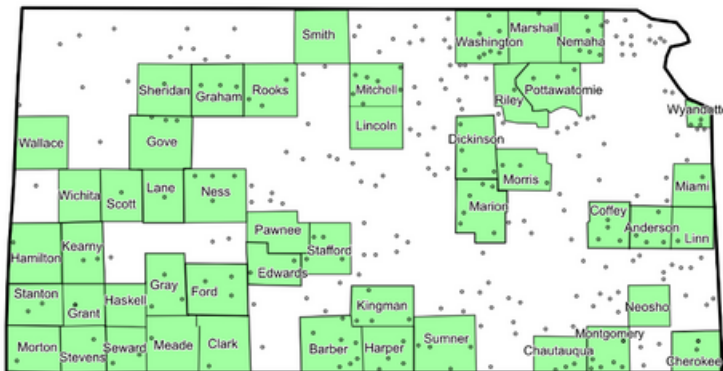 Smith
Washington
Marshall
Nemaha
Sheridan
Graham
Rooks
Mitchell
Riley
Pottawatomie
Wyandotte
Wallace
Gove
Lincoln
Dickinson
Wichita
Scott
Lane
Ness
Morris
Miami
Marion
Coffey
Anderson
Linn
Hamilton
Kearny
Pawnee
Stafford
Edwards
Stanton
Grant
Haskell
Gray
Ford
Kingman
Neosho
Morton
Stevens
Seward
Meade
Clark
Barber
Harper
Sumner
Chautauqua
Montgomery
Cherokee